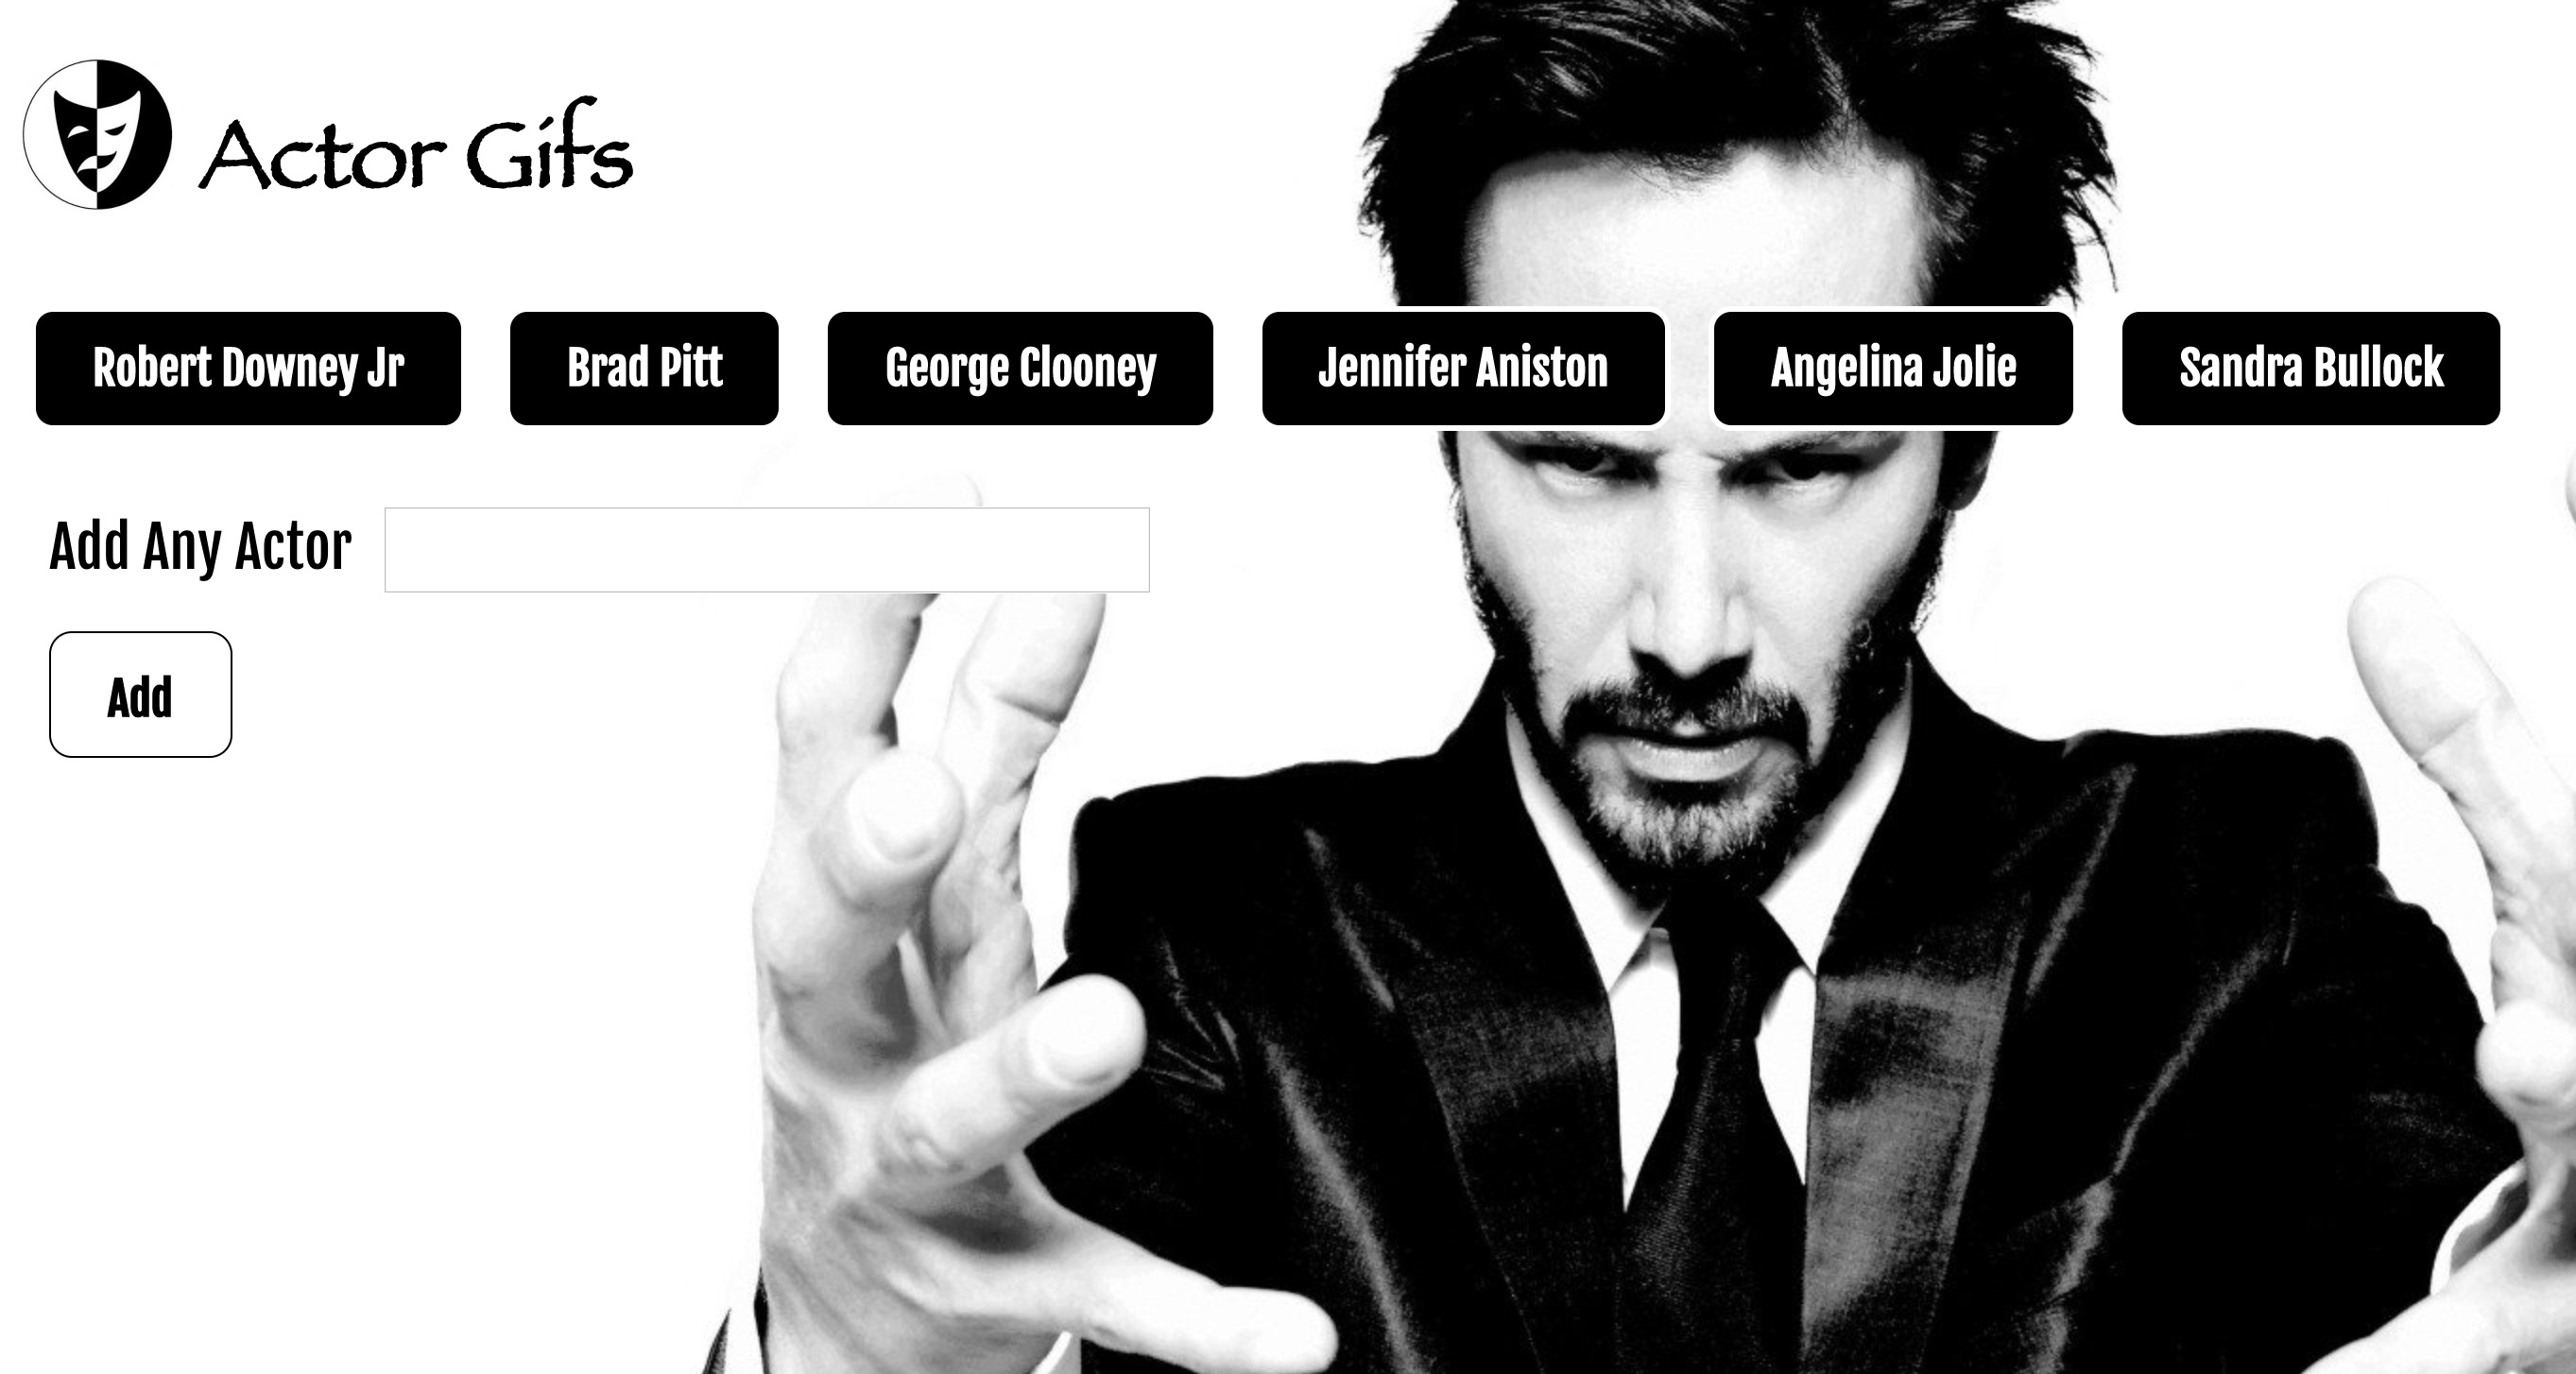 Actor Gifs
Robert Downey Jr Brad Pitt George Clooney Jennifer Aniston Angelina Jolie Sandra Bullock
Add Any Actor
Add